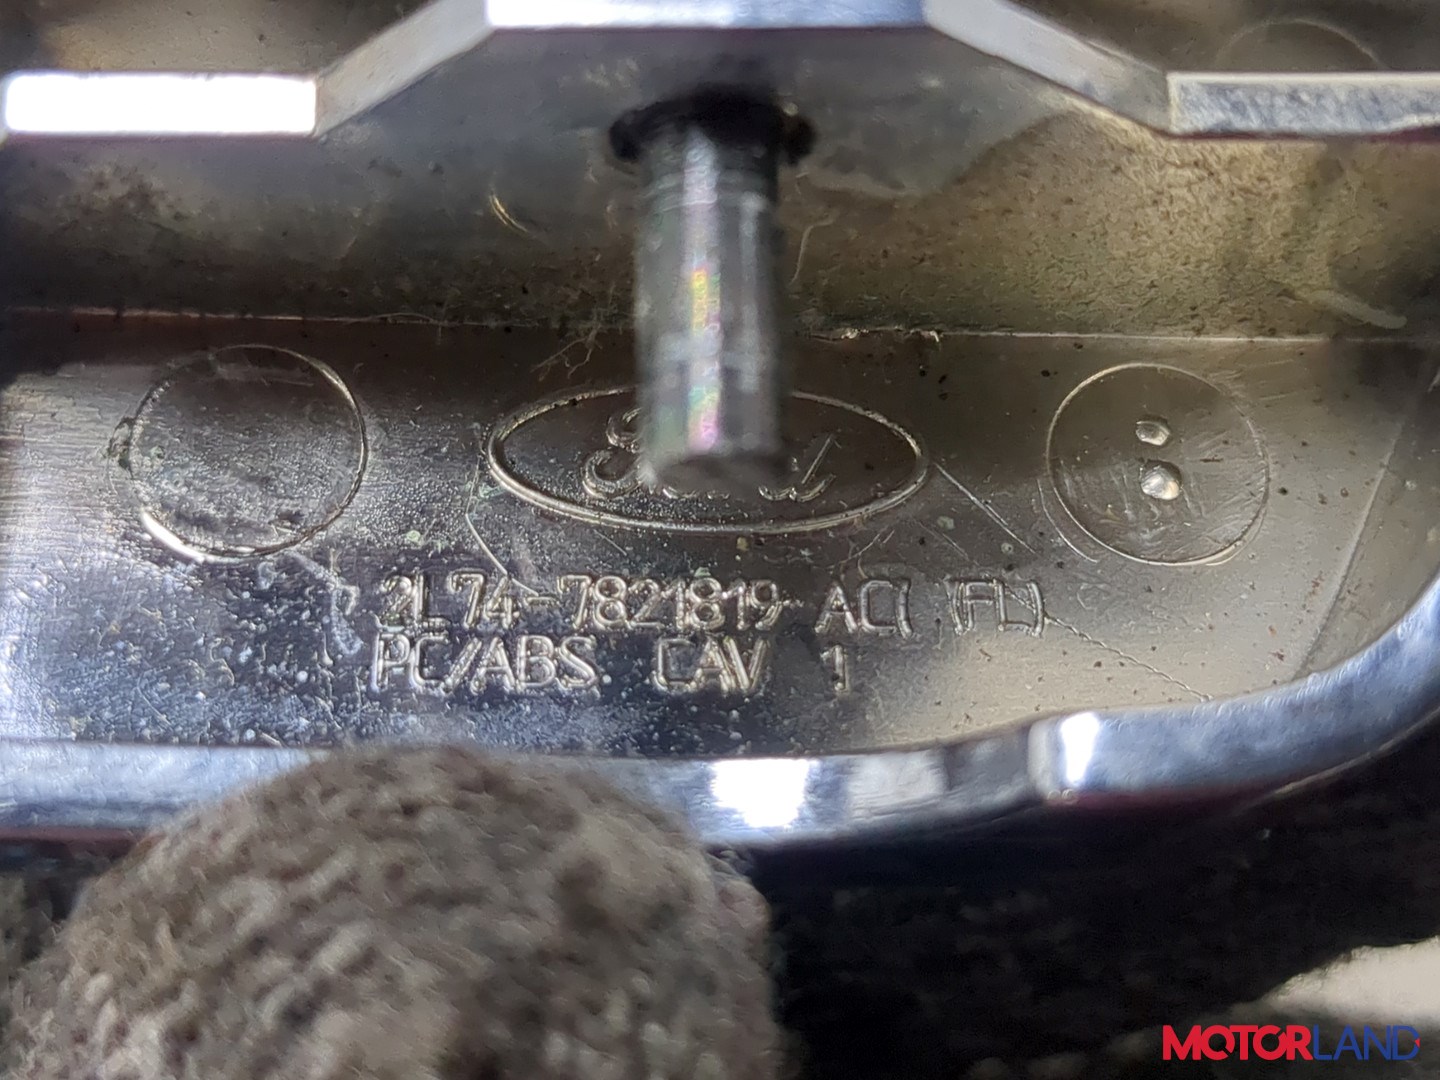 Ford
2L74-7821819 AC (FL)
PC/ABS CAV 1
MOTORLAND